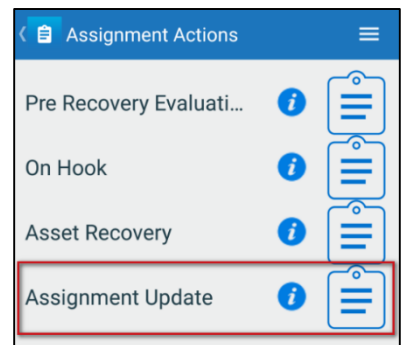 Assignment Actions
Pre Recovery Evaluati...
On Hook
Asset Recovery
Assignment Update